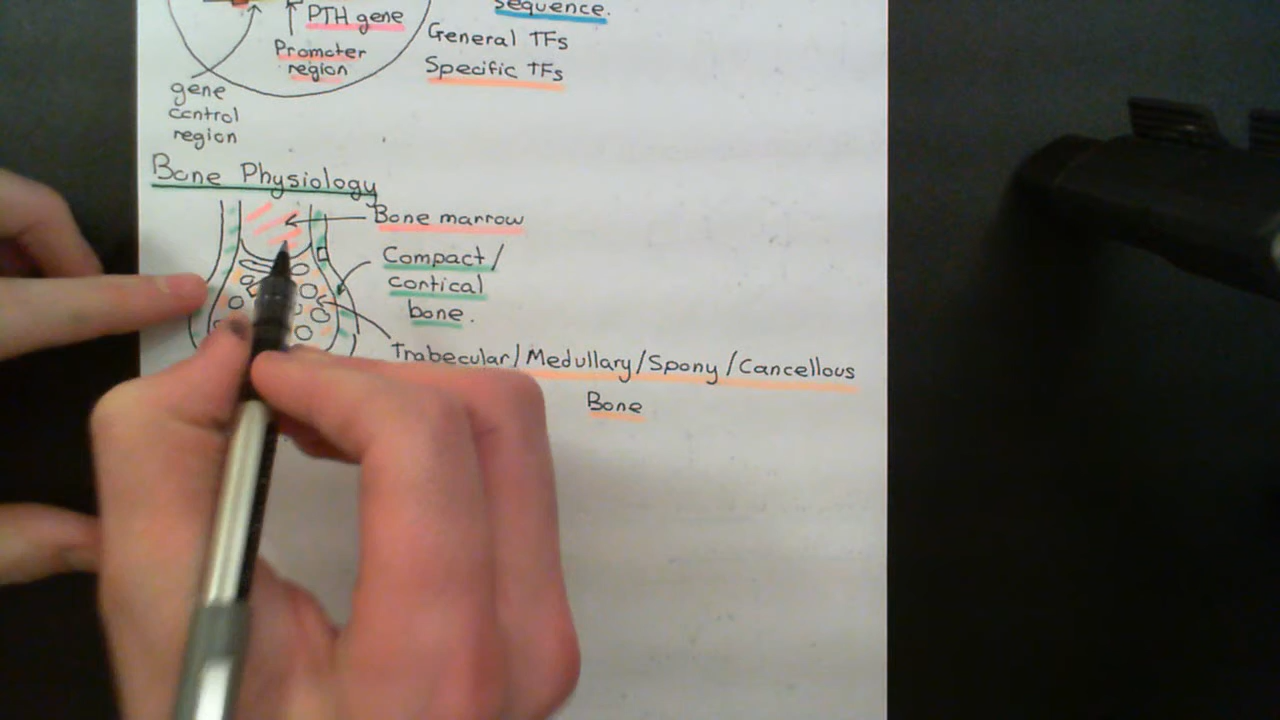 PTH gene
Promoter
region
sequence.
General TFs
Specific TFs
gene
control
region
Bone Physiology
Bone marrow
Compact /
cortical
bone.
Trabecular/Medullary/Spony/Cancellous
Bone